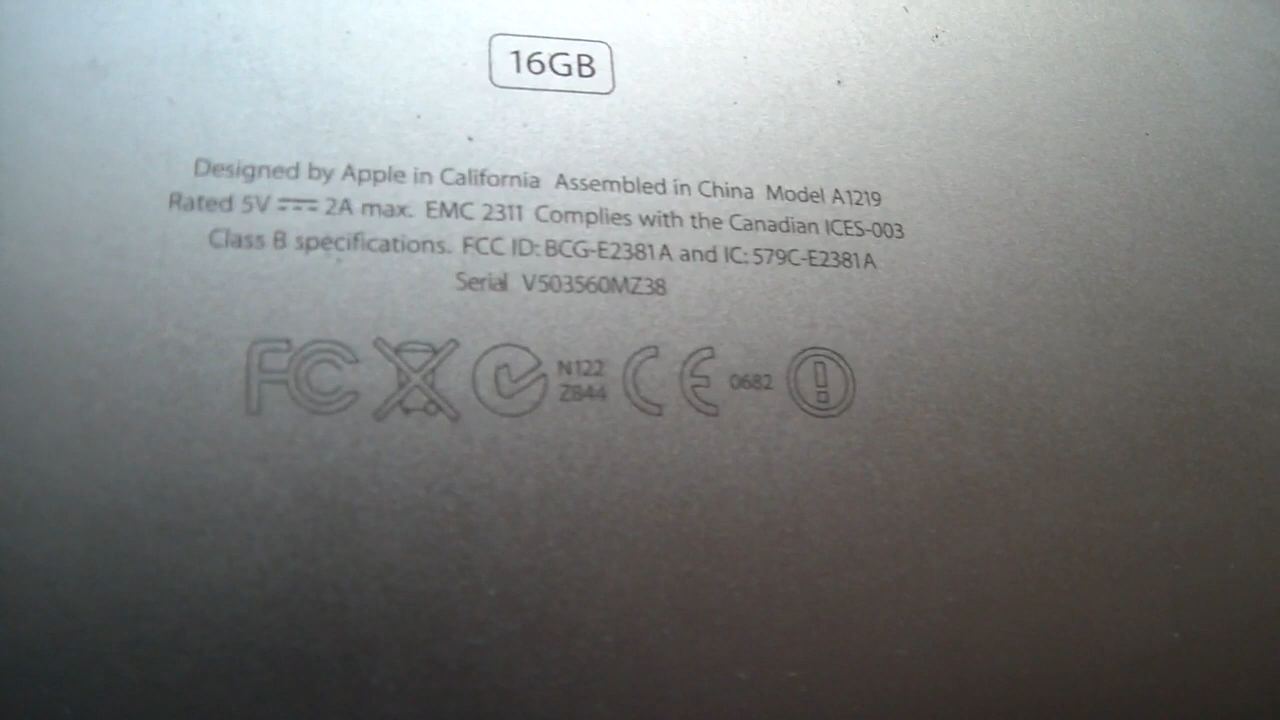 16GB
Designed by Apple in California Assembled in China Model A1219
Rated 5V ⎓ 2A max. EMC 2311 Complies with the Canadian ICES-003
Class B specifications. FCC ID: BCG-E2381A and IC: 579C-E2381A
Serial V503560MZ38
FC N122 CE 0682 !
Z844